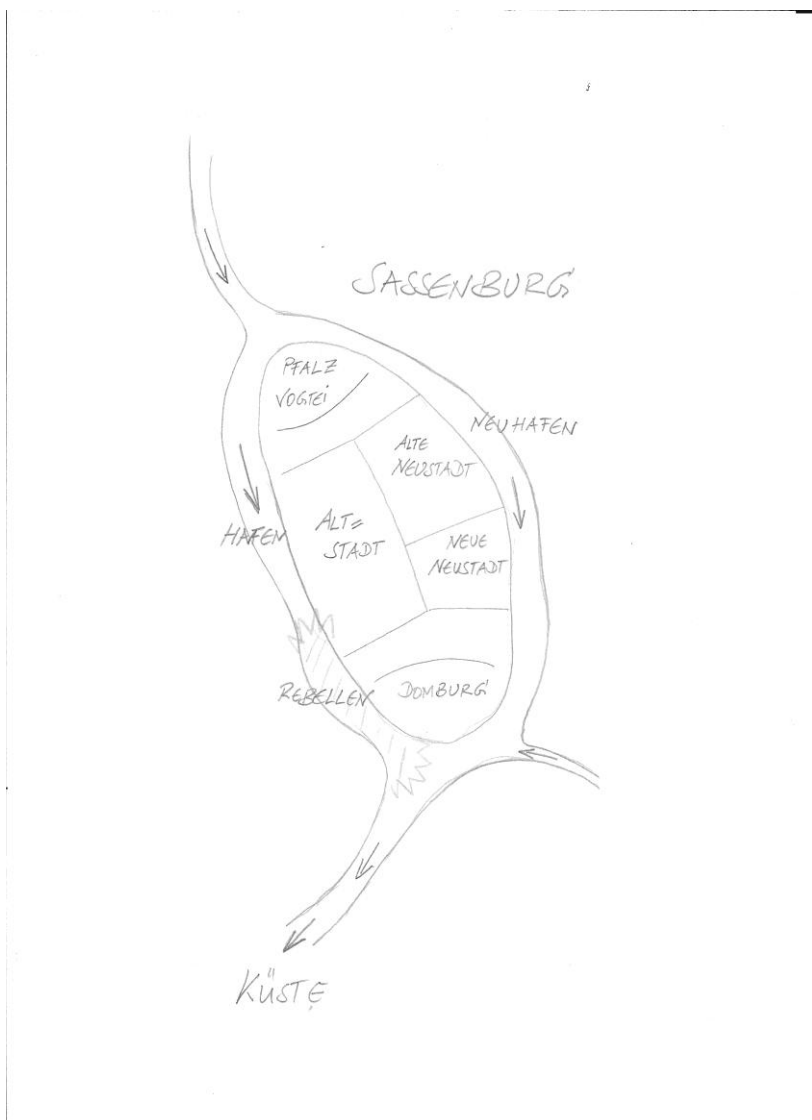 SASSENBURG
PFALZ
VOGTEI
NEUHAFEN
ALTE
NEUSTADT
HAFEN
ALT=
STADT
NEUE
NEUSTADT
REBELLEN
DOMBURG
KÜSTE